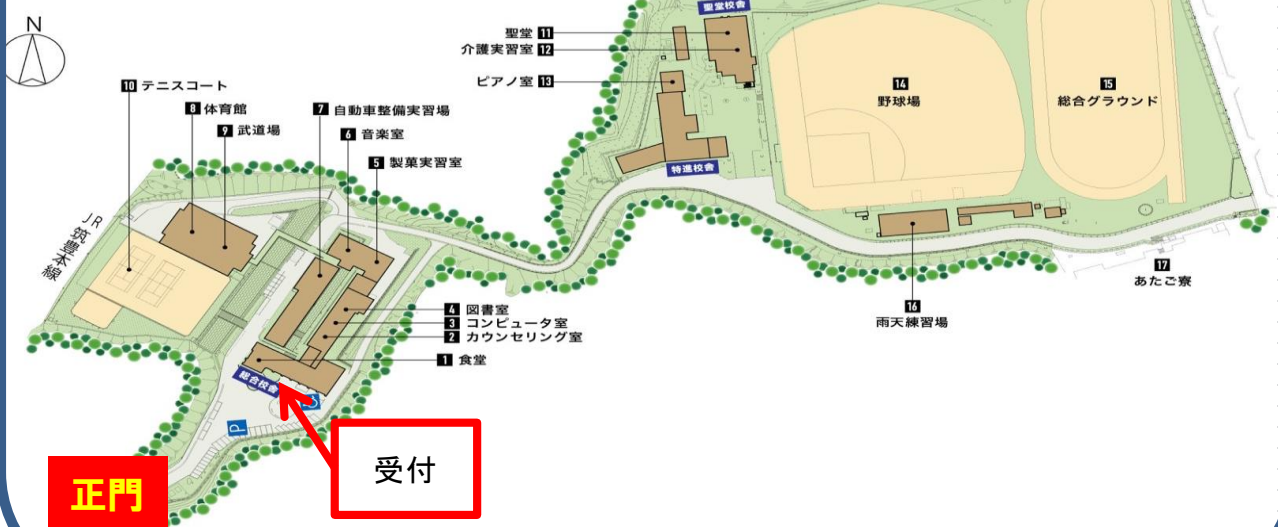 N
聖堂校舎
聖堂 11
介護実習室 12
ピアノ室 13
14
野球場
15
総合グラウンド
10 テニスコート
8 体育館
9 武道場
7 自動車整備実習場
6 音楽室
5 製菓実習室
特進校舎
JR筑豊本線
17
あたご寮
16
雨天練習場
4 図書室
3 コンピュータ室
2 カウンセリング室
1 食堂
総合校舎
P
受付
正門